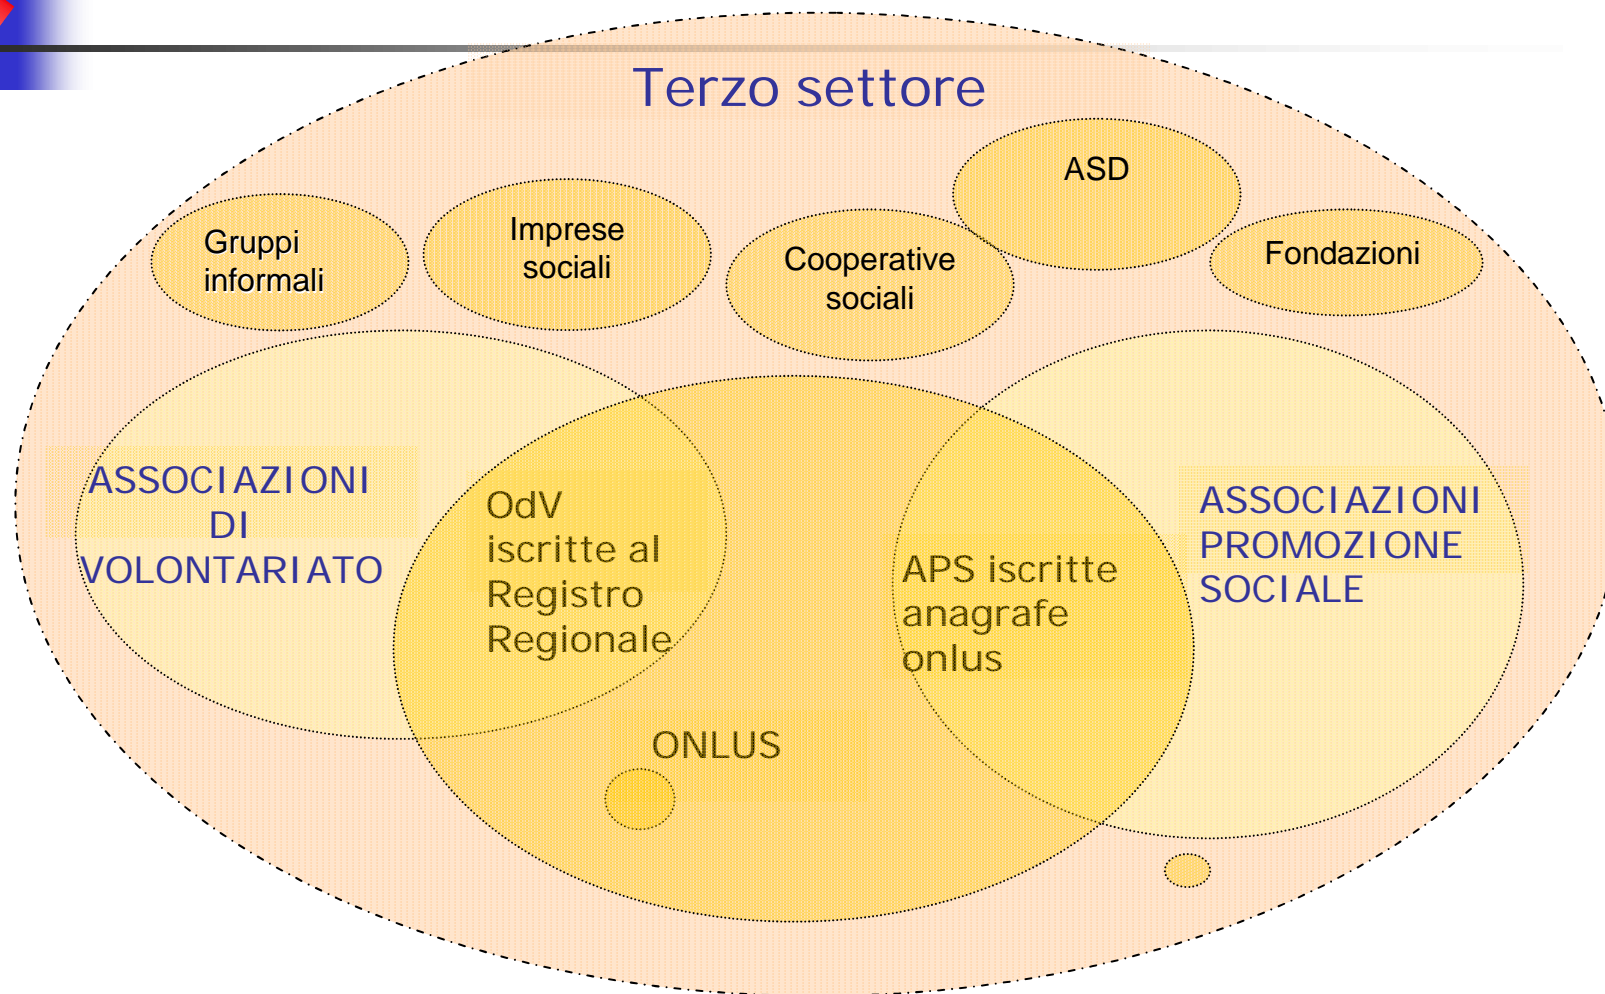 Terzo settore
ASD
Gruppi
informali
Imprese
sociali
Cooperative
sociali
Fondazioni
ASSOCIAZIONI
DI
VOLONTARIATO
OdV
iscritte al
Registro
Regionale
APS iscritte
anagrafe
onlus
ASSOCIAZIONI
PROMOZIONE
SOCIALE
ONLUS